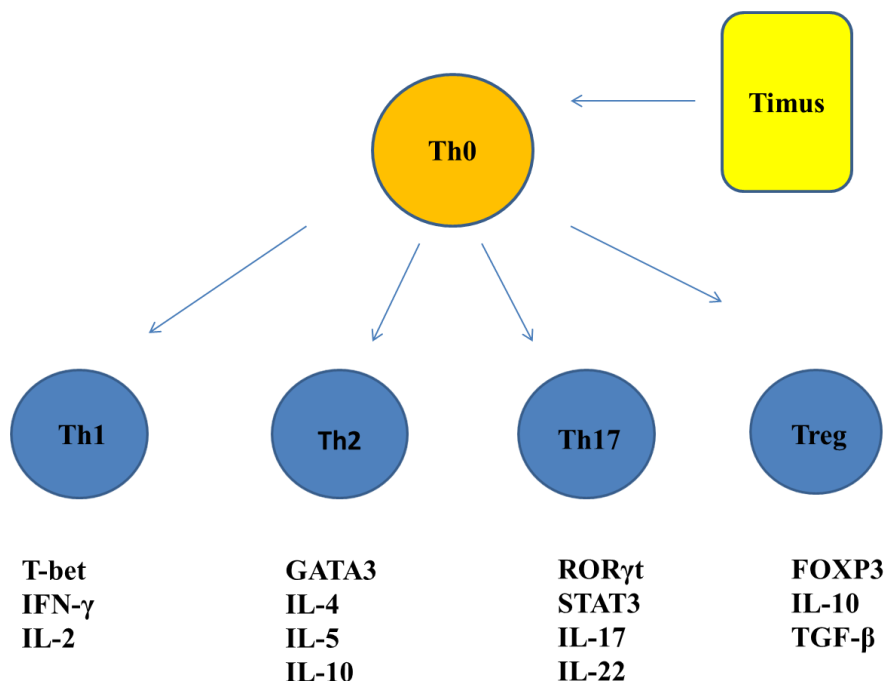 Timus
Th0
Th1
Th2
Th17
Treg
T-bet
IFN-γ
IL-2
GATA3
IL-4
IL-5
IL-10
RORγt
STAT3
IL-17
IL-22
FOXP3
IL-10
TGF-β